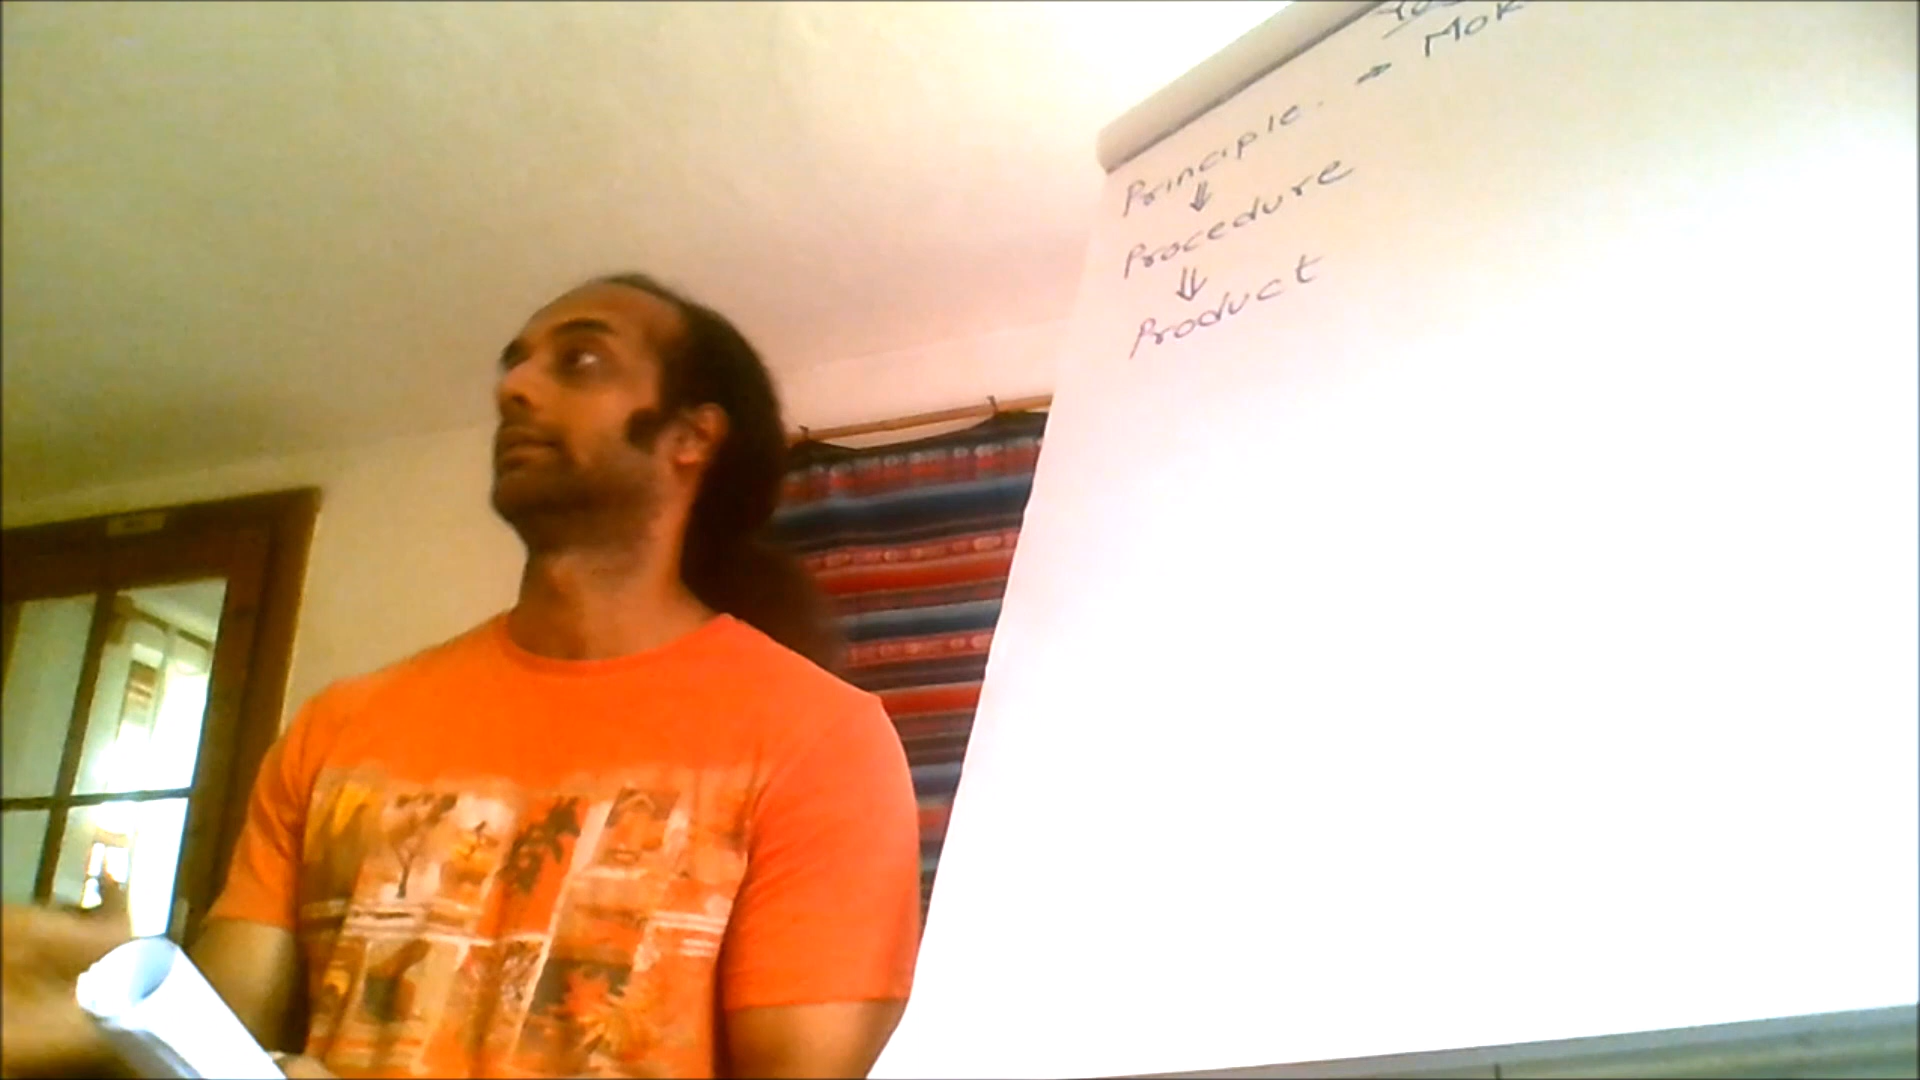 Principle. → Mok
⇓
Procedure
⇓
Product